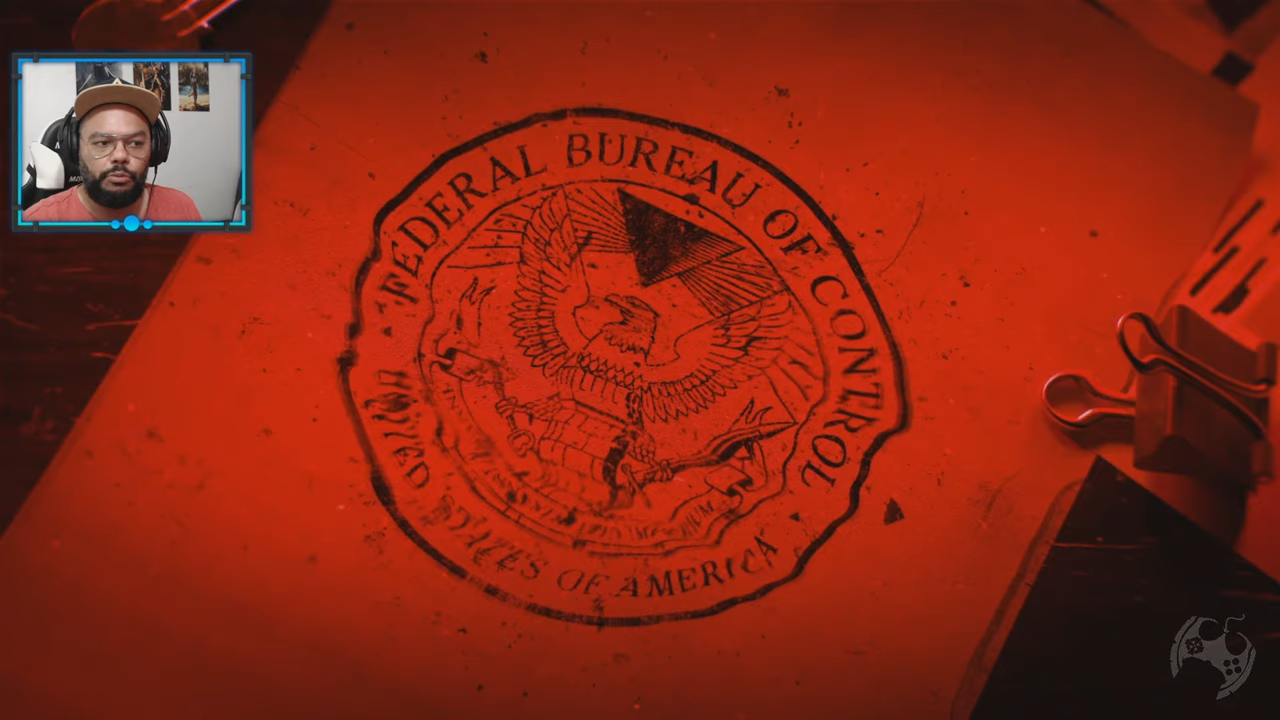 FEDERAL BUREAU OF CONTROL
UNITED STATES OF AMERICA